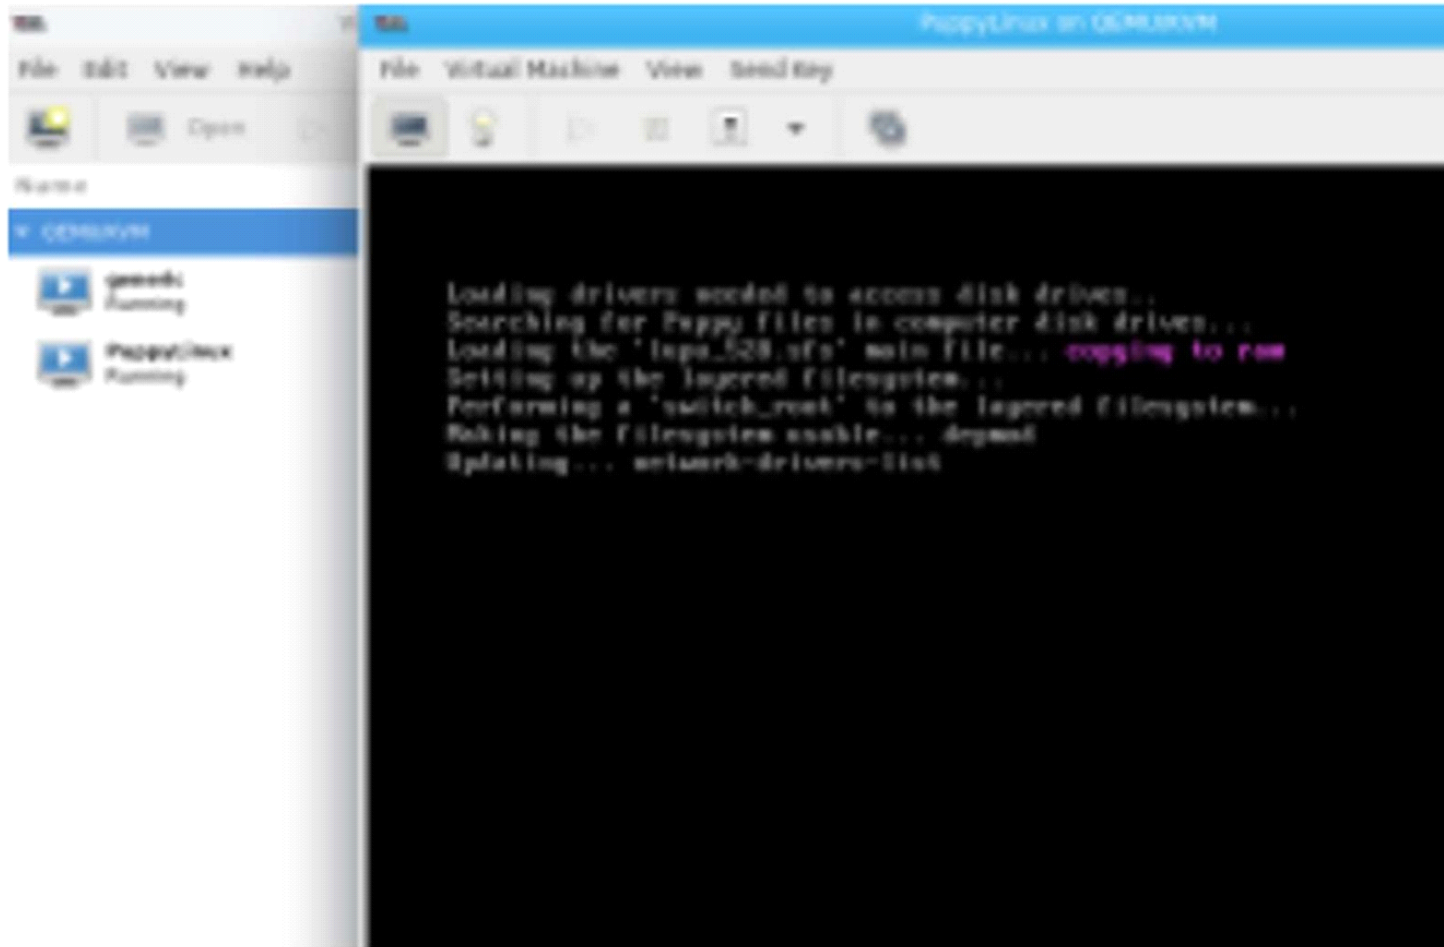 PuppyLinux on QEMU/KVM
File Edit View Help
File Virtual Machine View Send Key
Open
Name
QEMU/KVM
Running
PuppyLinux
Running
Loading drivers needed to access disk drives..
Searching for Puppy files in computer disk drives...
Loading the 'lupu_528.sfs' main file... copying to ram
Setting up the layered filesystem...
Performing a 'switch_root' to the layered filesystem...
Making the filesystem usable... depmod
Updating... network-drivers-list